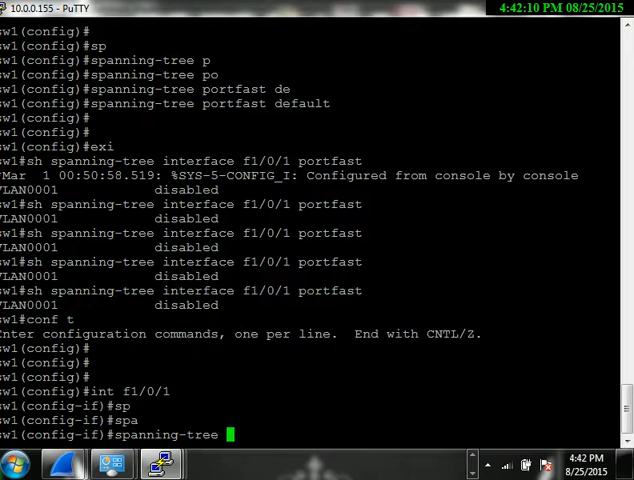 10.0.0.155 - PuTTY
4:42:10 PM 08/25/2015
sw1(config)#
sw1(config)#sp
sw1(config)#spanning-tree p
sw1(config)#spanning-tree po
sw1(config)#spanning-tree portfast de
sw1(config)#spanning-tree portfast default
sw1(config)#
sw1(config)#
sw1(config)#exi
sw1#sh spanning-tree interface f1/0/1 portfast
*Mar  1 00:50:58.519: %SYS-5-CONFIG_I: Configured from console by console
VLAN0001            disabled
sw1#sh spanning-tree interface f1/0/1 portfast
VLAN0001            disabled
sw1#sh spanning-tree interface f1/0/1 portfast
VLAN0001            disabled
sw1#sh spanning-tree interface f1/0/1 portfast
VLAN0001            disabled
sw1#sh spanning-tree interface f1/0/1 portfast
VLAN0001            disabled
sw1#conf t
Enter configuration commands, one per line.  End with CNTL/Z.
sw1(config)#
sw1(config)#
sw1(config)#
sw1(config)#int f1/0/1
sw1(config-if)#sp
sw1(config-if)#spa
sw1(config-if)#spanning-tree
4:42 PM
8/25/2015